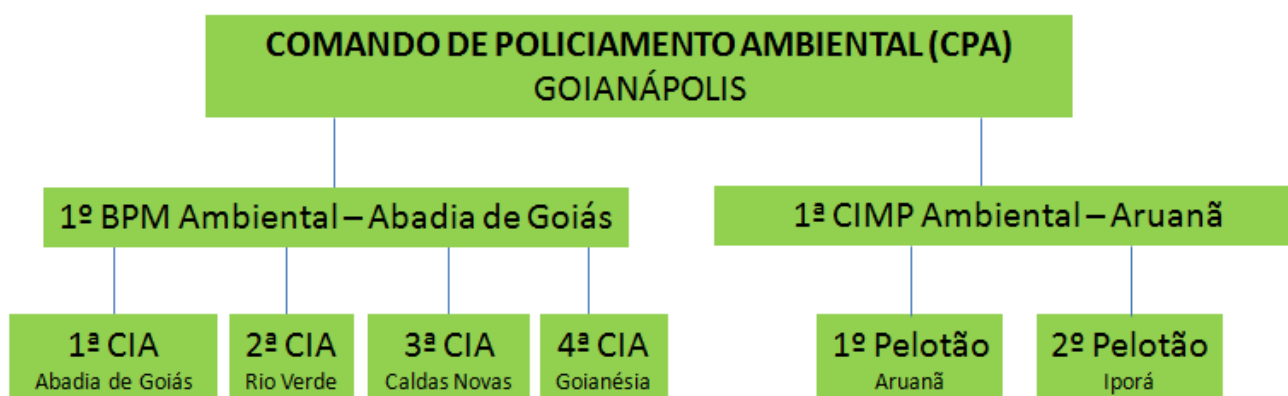 COMANDO DE POLICIAMENTO AMBIENTAL (CPA)
GOIANÁPOLIS
1º BPM Ambiental – Abadia de Goiás
1ª CIMP Ambiental – Aruanã
1ª CIA
Abadia de Goiás
2ª CIA
Rio Verde
3ª CIA
Caldas Novas
4ª CIA
Goianésia
1º Pelotão
Aruanã
2º Pelotão
Iporá